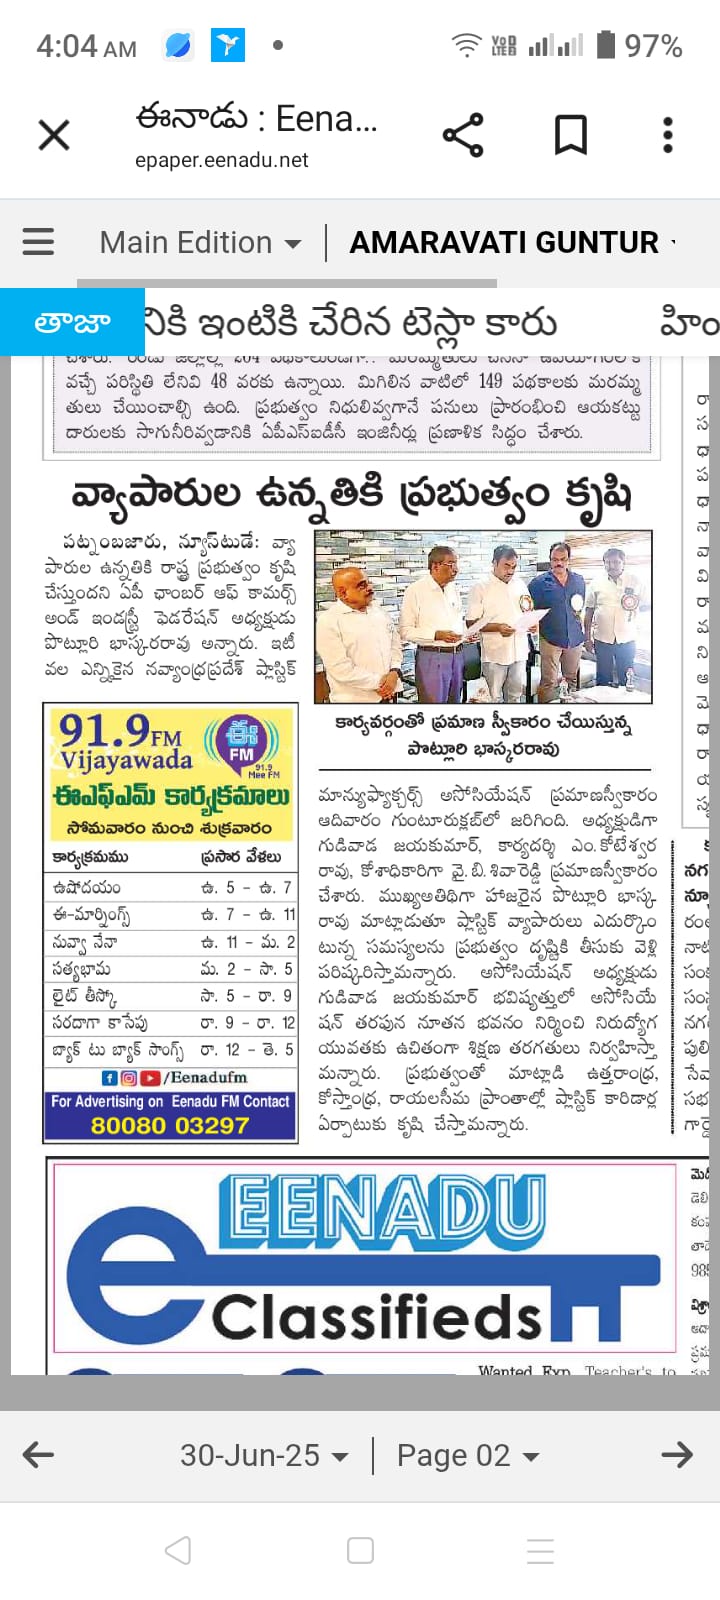 4:04 AM
97%
ఈనాడు : Eena...
epaper.eenadu.net
Main Edition
AMARAVATI GUNTUR
తాజా
నికి ఇంటికి చేరిన టెస్లా కారు
హిం
వచ్చే పరిస్థితి లేనివి 48 వరకు ఉన్నాయి. మిగిలిన వాటిలో 149 పథకాలకు మరమ్మ
తులు చేయించాల్సి ఉంది. ప్రభుత్వం నిధులివ్వగానే పనులు ప్రారంభించి ఆయకట్టు
దారులకు సాగునీరివ్వడానికి ఏపీఎస్ఐడీసీ ఇంజినీర్లు ప్రణాళిక సిద్ధం చేశారు.
వ్యాపారుల ఉన్నతికి ప్రభుత్వం కృషి
పట్నంబజారు, న్యూస్‌టుడే: వ్యా
పారుల ఉన్నతికి రాష్ట్ర ప్రభుత్వం కృషి
చేస్తుందని ఏపీ ఛాంబర్ ఆఫ్ కామర్స్
అండ్ ఇండస్ట్రీ ఫెడరేషన్ అధ్యక్షుడు
పొట్లూరి భాస్కరరావు అన్నారు. ఇటీ
వల ఎన్నికైన నవ్యాంధ్రప్రదేశ్ ప్లాస్టిక్
కార్యవర్గంతో ప్రమాణ స్వీకారం చేయిస్తున్న
పొట్లూరి భాస్కరరావు
మాన్యుఫ్యాక్చర్స్ అసోసియేషన్ ప్రమాణస్వీకారం
ఆదివారం గుంటూరుక్లబ్‌లో జరిగింది. అధ్యక్షుడిగా
గుడివాడ జయకుమార్, కార్యదర్శి ఎం.కోటేశ్వర
రావు, కోశాధికారిగా వై.బి.శివారెడ్డి ప్రమాణస్వీకారం
చేశారు. ముఖ్యఅతిథిగా హాజరైన పొట్లూరి భాస్క
రావు మాట్లాడుతూ ప్లాస్టిక్ వ్యాపారులు ఎదుర్కొం
టున్న సమస్యలను ప్రభుత్వం దృష్టికి తీసుకు వెళ్లి
పరిష్కరిస్తామన్నారు. అసోసియేషన్ అధ్యక్షుడు
గుడివాడ జయకుమార్ భవిష్యత్తులో అసోసియే
షన్ తరఫున నూతన భవనం నిర్మించి నిరుద్యోగ
యువతకు ఉచితంగా శిక్షణ తరగతులు నిర్వహిస్తా
మన్నారు. ప్రభుత్వంతో మాట్లాడి ఉత్తరాంధ్ర,
కోస్తాంధ్ర, రాయలసీమ ప్రాంతాల్లో ప్లాస్టిక్ కారిడార్ల
ఏర్పాటుకు కృషి చేస్తామన్నారు.
91.9 FM
Vijayawada
ఈ
FM
91.9
Mee FM
ఈఎఫ్ఎమ్ కార్యక్రమాలు
సోమవారం నుంచి శుక్రవారం
కార్యక్రమము ప్రసార వేళలు
ఉషోదయం ఉ. 5 - ఉ. 7
ఈ-మార్నింగ్స్ ఉ. 7 - ఉ. 11
నువ్వా నేనా ఉ. 11 - మ. 2
సత్యభామ మ. 2 - సా. 5
లైట్ తీస్కో సా. 5 - రా. 9
సరదాగా కాసేపు రా. 9 - రా. 12
బ్యాక్ టు బ్యాక్ సాంగ్స్ రా. 12 - తె. 5
/Eenadufm
For Advertising on Eenadu FM Contact
80080 03297
EENADU
Classifieds
Wanted Exp. Teacher's to
30-Jun-25
Page 02